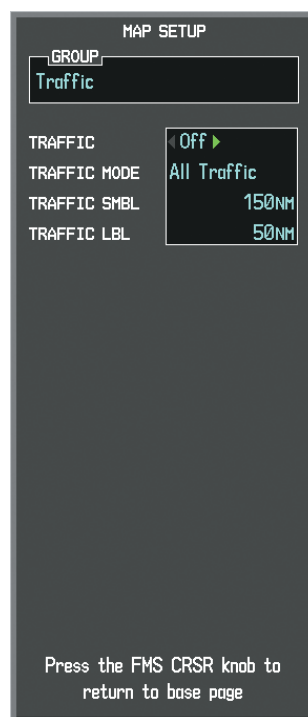 MAP SETUP
GROUP
Traffic
TRAFFIC Off
TRAFFIC MODE All Traffic
TRAFFIC SMBL 150NM
TRAFFIC LBL 50NM
Press the FMS CRSR knob to
return to base page